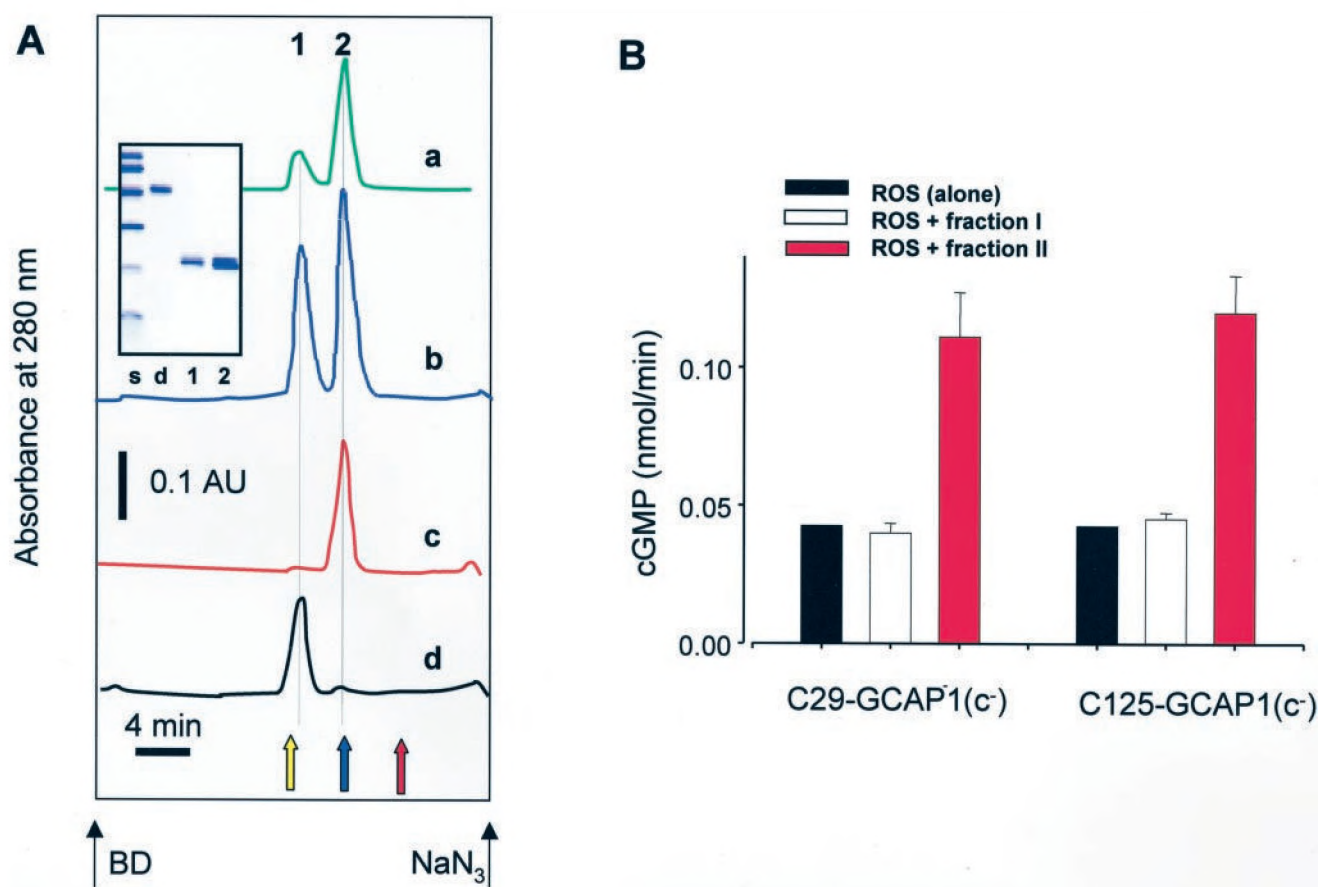 A
1 2
a
b
s d 1 2
0.1 AU
c
d
4 min
Absorbance at 280 nm
BD
NaN₃
B
ROS (alone)
ROS + fraction I
ROS + fraction II
cGMP (nmol/min)
0.10
0.05
0.00
C29-GCAP1(c⁻)
C125-GCAP1(c⁻)